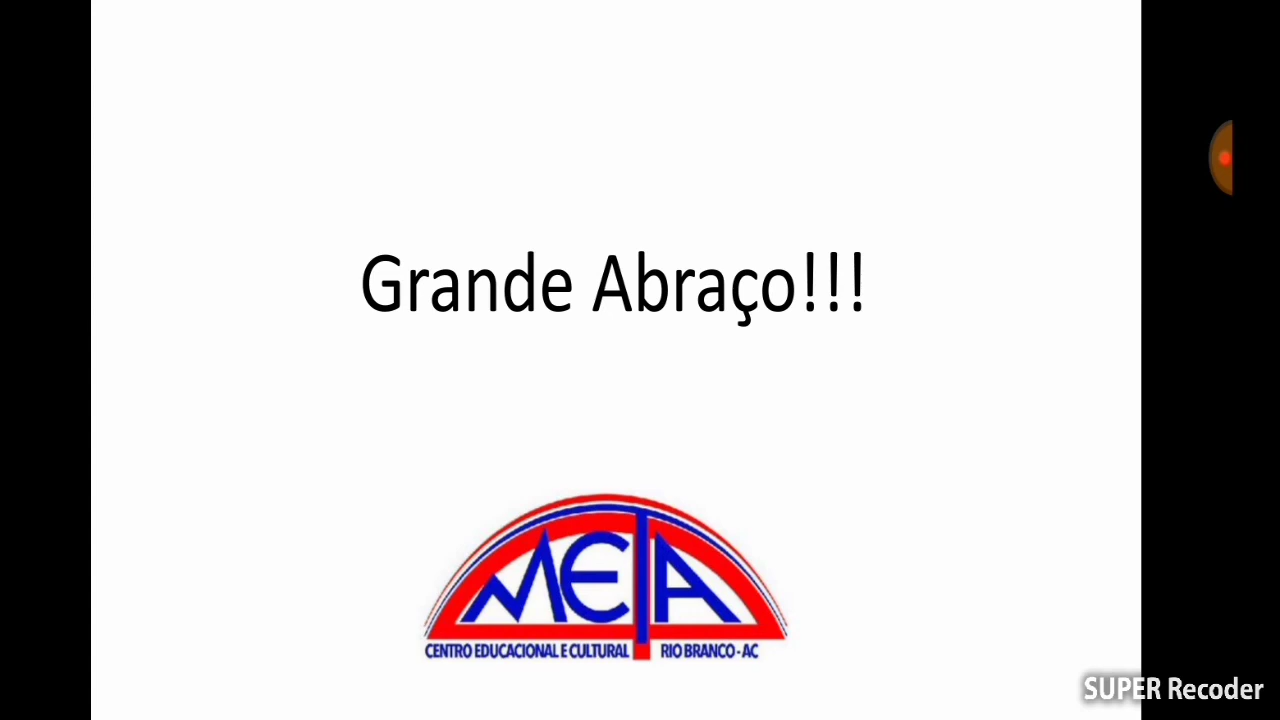 Grande Abraço!!!
META
CENTRO EDUCACIONAL E CULTURAL RIO BRANCO - AC
SUPER Recoder